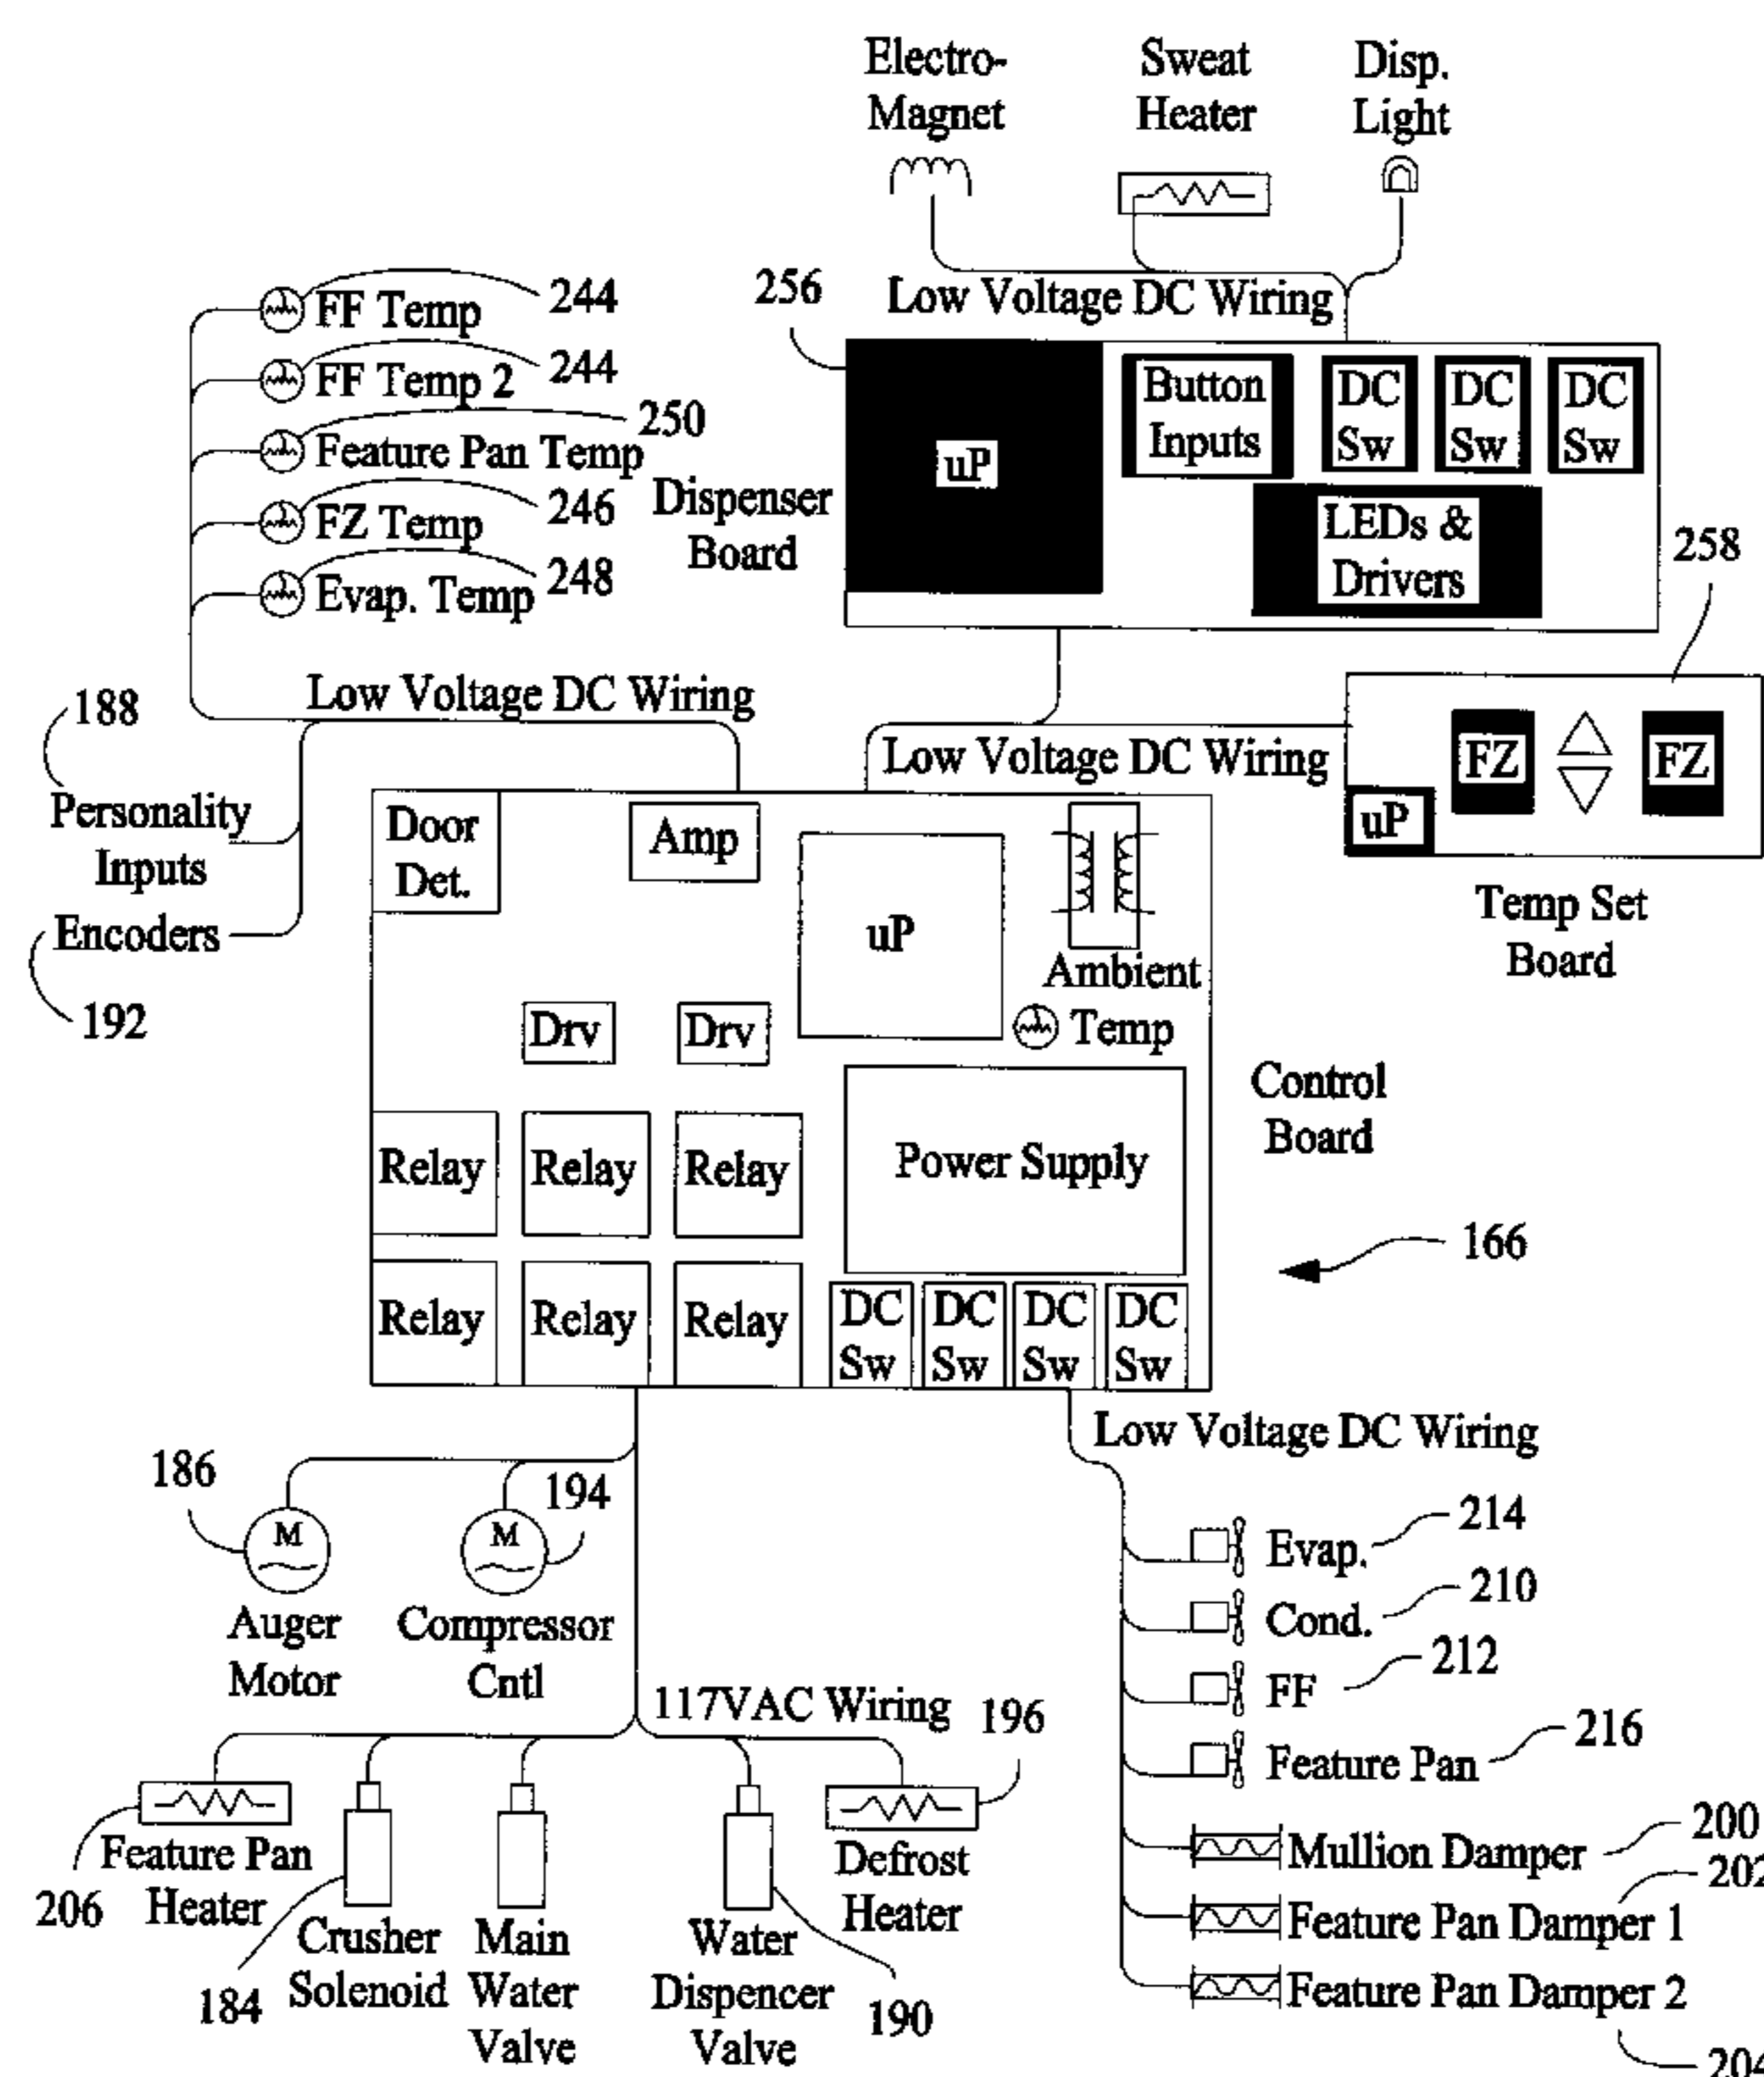 Electro-
Magnet
Sweat
Heater
Disp.
Light
Low Voltage DC Wiring
256
FF Temp
244
FF Temp 2
244
Feature Pan Temp
250
FZ Temp
246
Evap. Temp
248
Dispenser
Board
uP
Button
Inputs
DC
Sw
DC
Sw
DC
Sw
LEDs &
Drivers
258
Low Voltage DC Wiring
188
Personality
Inputs
Encoders
192
Low Voltage DC Wiring
FZ
FZ
uP
Temp Set
Board
Door
Det.
Amp
uP
Ambient
Temp
Drv
Drv
Control
Board
Relay
Relay
Relay
Power Supply
166
Relay
Relay
Relay
DC
Sw
DC
Sw
DC
Sw
DC
Sw
Low Voltage DC Wiring
186
M
Auger
Motor
194
M
Compressor
Cntl
Evap.
214
Cond.
210
FF
212
Feature Pan
216
117VAC Wiring
196
Feature Pan
Heater
206
Crusher
Solenoid
184
Main
Water
Valve
Water
Dispencer
Valve
190
Defrost
Heater
Mullion Damper
200
Feature Pan Damper 1
202
Feature Pan Damper 2
204